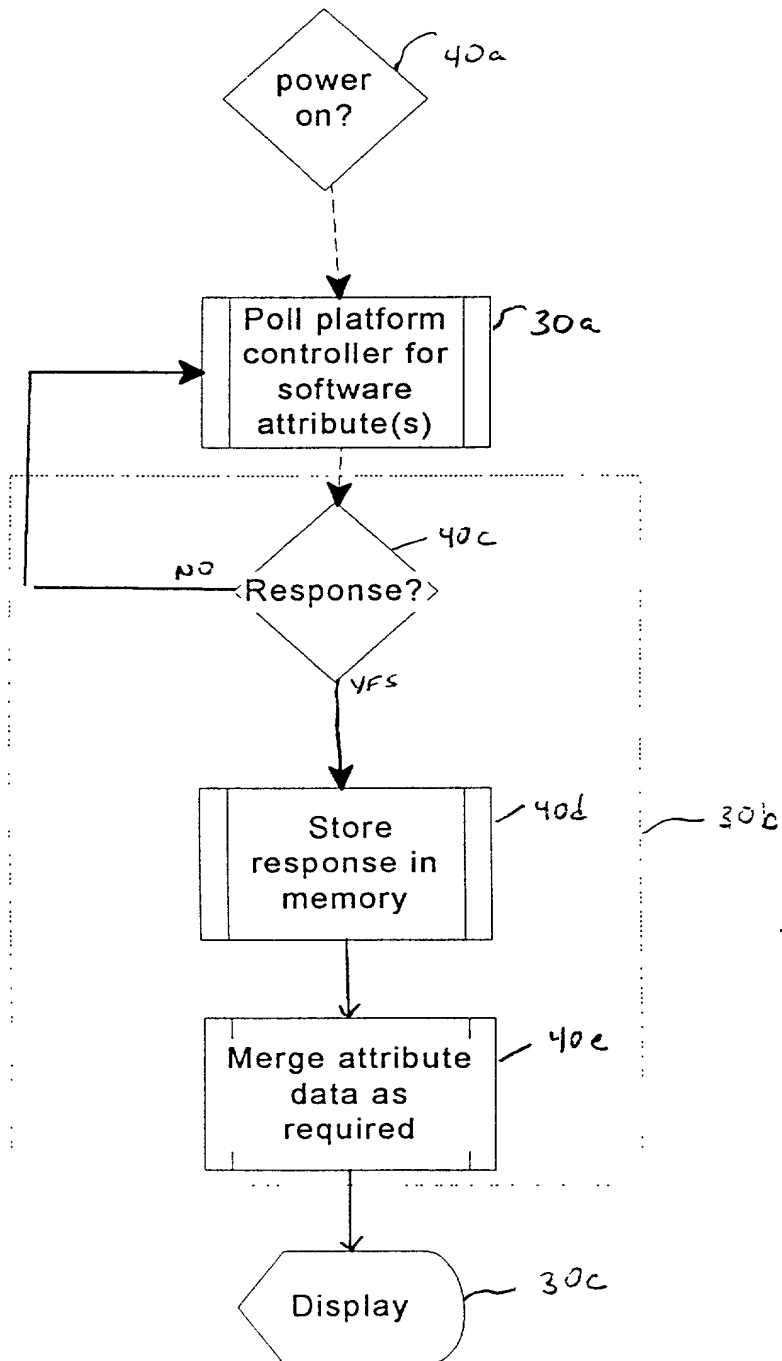 power
on?
40a
Poll platform
controller for
software
attribute(s)
30a
40c
NO
Response?
YES
Store
response in
memory
40d
30b
Merge attribute
data as
required
40e
Display
30c